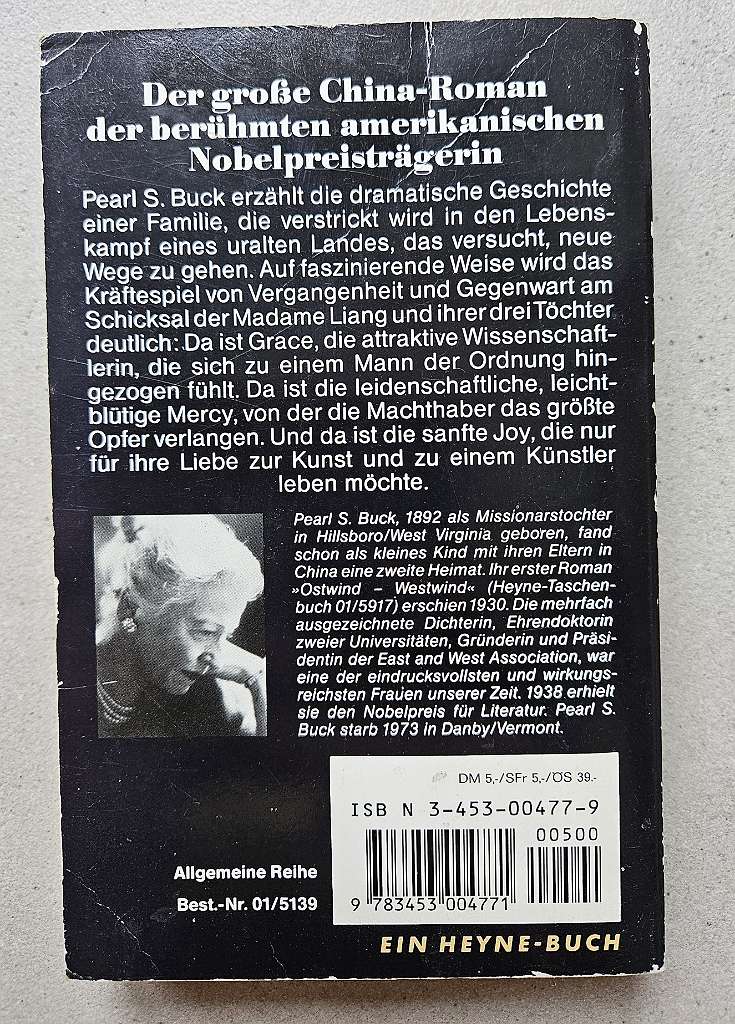 Der große China-Roman
der berühmten amerikanischen
Nobelpreisträgerin
Pearl S. Buck erzählt die dramatische Geschichte
einer Familie, die verstrickt wird in den Lebens-
kampf eines uralten Landes, das versucht, neue
Wege zu gehen. Auf faszinierende Weise wird das
Kräftespiel von Vergangenheit und Gegenwart am
Schicksal der Madame Liang und ihrer drei Töchter
deutlich: Da ist Grace, die attraktive Wissenschaft-
lerin, die sich zu einem Mann der Ordnung hin-
gezogen fühlt. Da ist die leidenschaftliche, leicht-
blütige Mercy, von der die Machthaber das größte
Opfer verlangen. Und da ist die sanfte Joy, die nur
für ihre Liebe zur Kunst und zu einem Künstler
leben möchte.
Pearl S. Buck, 1892 als Missionarstochter
in Hillsboro/West Virginia geboren, fand
schon als kleines Kind mit ihren Eltern in
China eine zweite Heimat. Ihr erster Roman
»Ostwind – Westwind« (Heyne-Taschen-
buch 01/5917) erschien 1930. Die mehrfach
ausgezeichnete Dichterin, Ehrendoktorin
zweier Universitäten, Gründerin und Präsi-
dentin der East and West Association, war
eine der eindrucksvollsten und wirkungs-
reichsten Frauen unserer Zeit. 1938 erhielt
sie den Nobelpreis für Literatur. Pearl S.
Buck starb 1973 in Danby/Vermont.
DM 5,-/SFr 5,-/ÖS 39.-
ISBN 3-453-00477-9
00500
9 783453 004771
Allgemeine Reihe
Best.-Nr. 01/5139
EIN HEYNE-BUCH